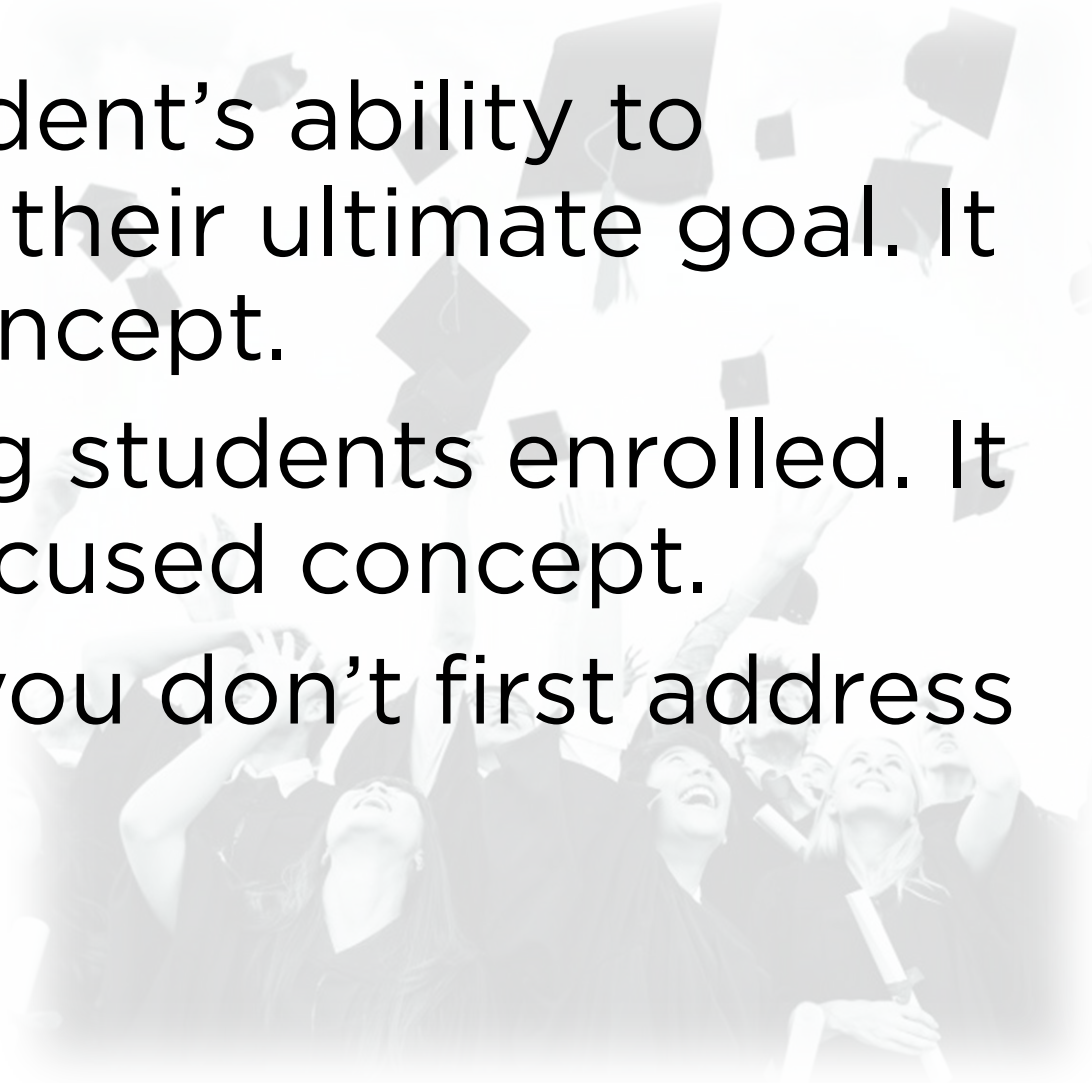 dent’s ability to
their ultimate goal. It
ncept.
g students enrolled. It
cused concept.
you don’t first address